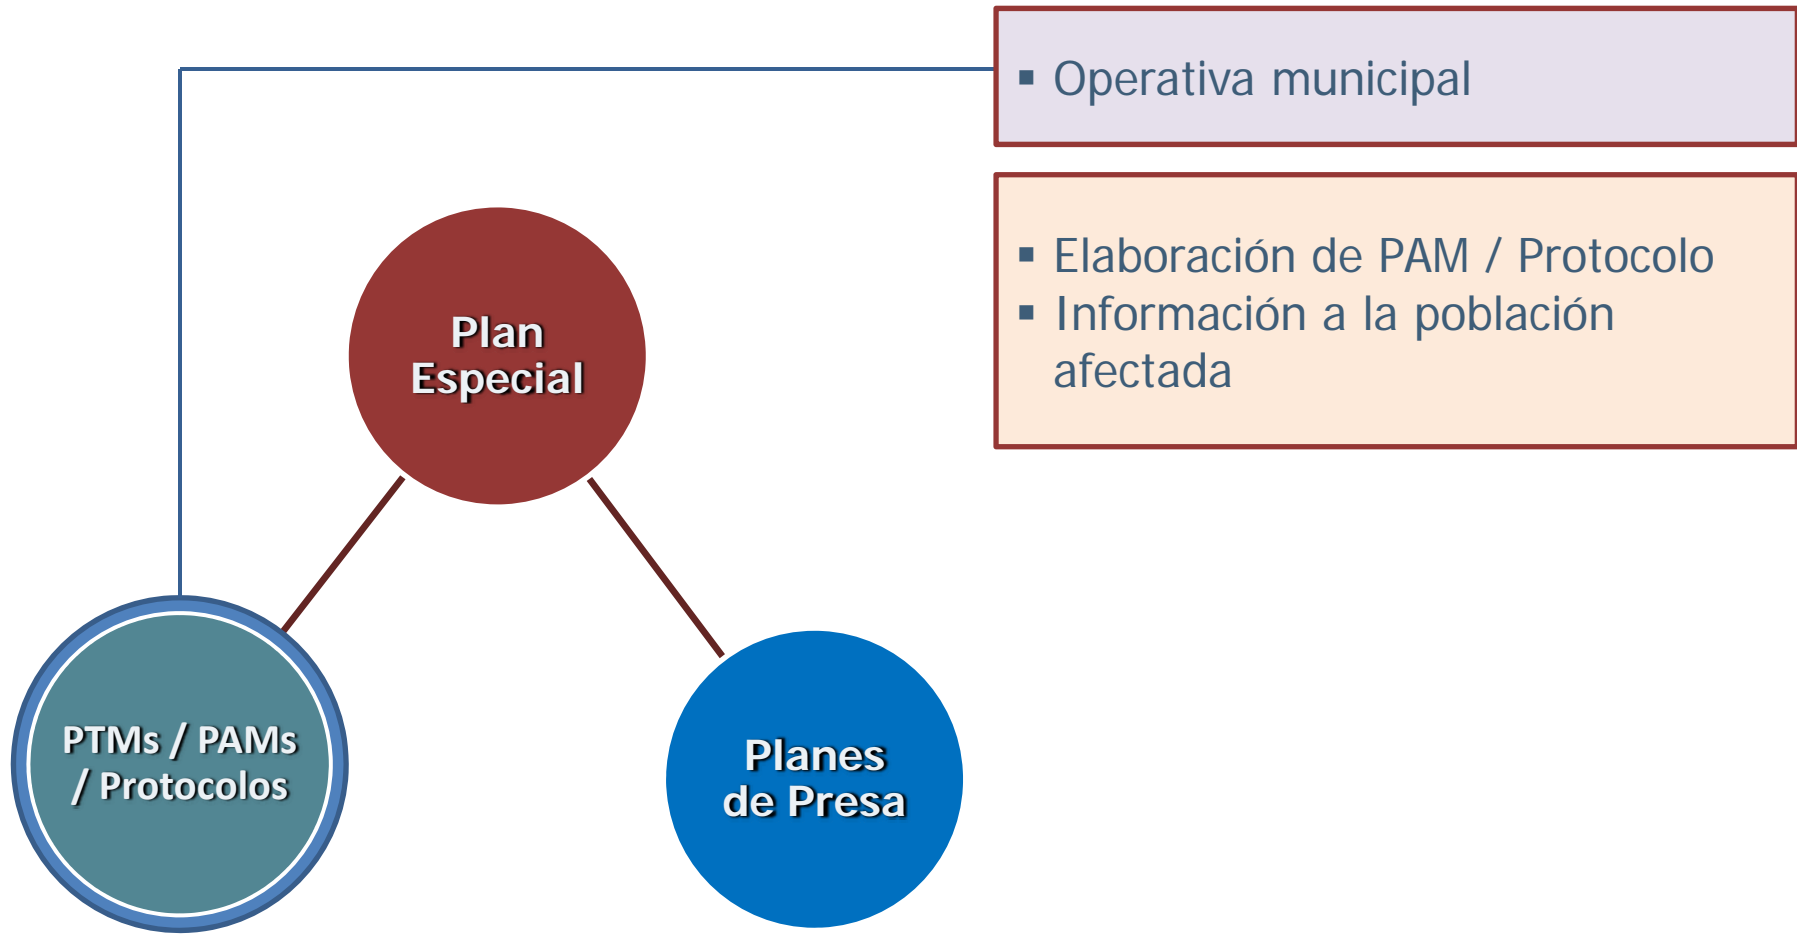 ▪ Operativa municipal
▪ Elaboración de PAM / Protocolo
▪ Información a la población
afectada
Plan
Especial
PTMs / PAMs
/ Protocolos
Planes
de Presa